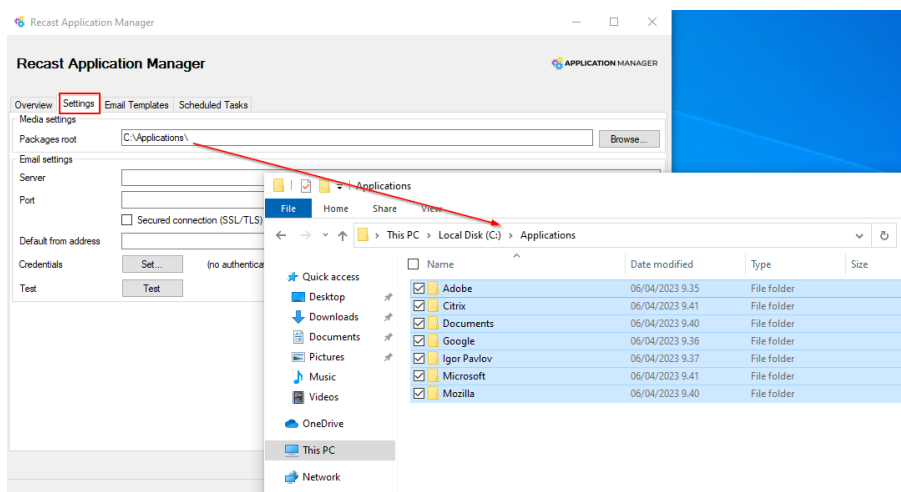 Recast Application Manager
Recast Application Manager
APPLICATION MANAGER
Overview Settings Email Templates Scheduled Tasks
Media settings
Packages root C:\Applications\ Browse...
Email settings
Server
Port
Secured connection (SSL/TLS)
Default from address
Credentials Set... (no authentica
Test Test
Applications
File Home Share View
This PC Local Disk (C:) Applications
Name Date modified Type Size
Quick access
Desktop
Downloads
Documents
Pictures
Music
Videos
OneDrive
This PC
Network
Adobe 06/04/2023 9.35 File folder
Citrix 06/04/2023 9.41 File folder
Documents 06/04/2023 9.40 File folder
Google 06/04/2023 9.36 File folder
Igor Pavlov 06/04/2023 9.37 File folder
Microsoft 06/04/2023 9.41 File folder
Mozilla 06/04/2023 9.40 File folder